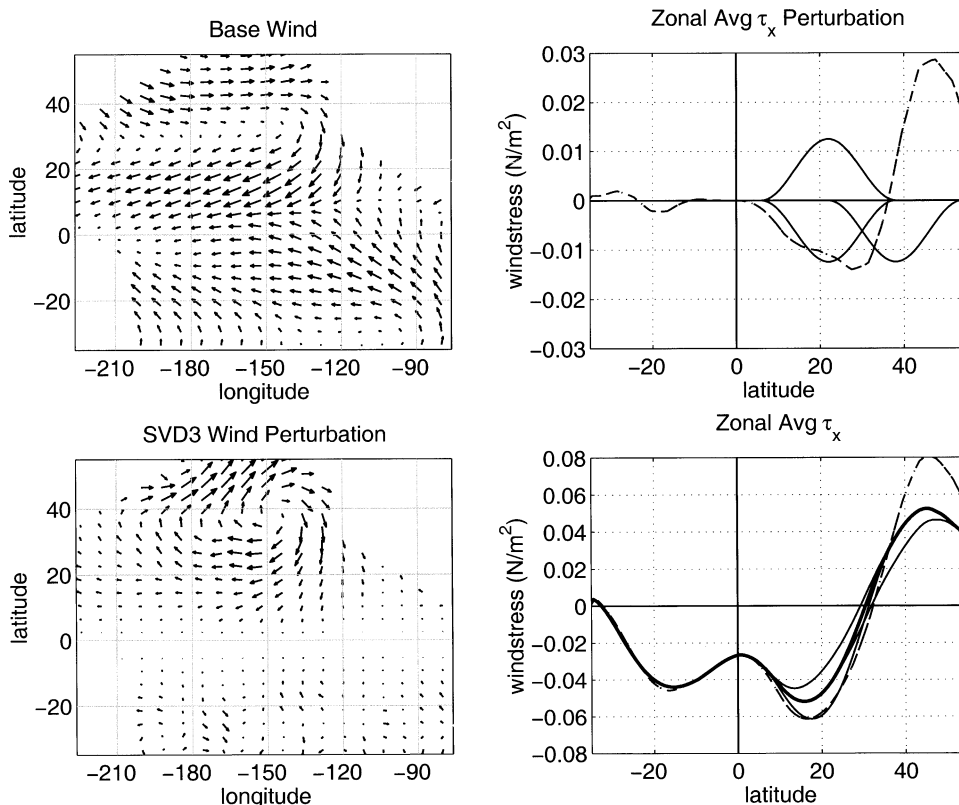 Base Wind
40
20
0
−20
latitude
−210 −180 −150 −120 −90
longitude
Zonal Avg τx Perturbation
0.03
0.02
0.01
0
−0.01
−0.02
−0.03
windstress (N/m²)
−20 0 20 40
latitude
SVD3 Wind Perturbation
40
20
0
−20
latitude
−210 −180 −150 −120 −90
longitude
Zonal Avg τx
0.08
0.06
0.04
0.02
0
−0.02
−0.04
−0.06
−0.08
windstress (N/m²)
−20 0 20 40
latitude